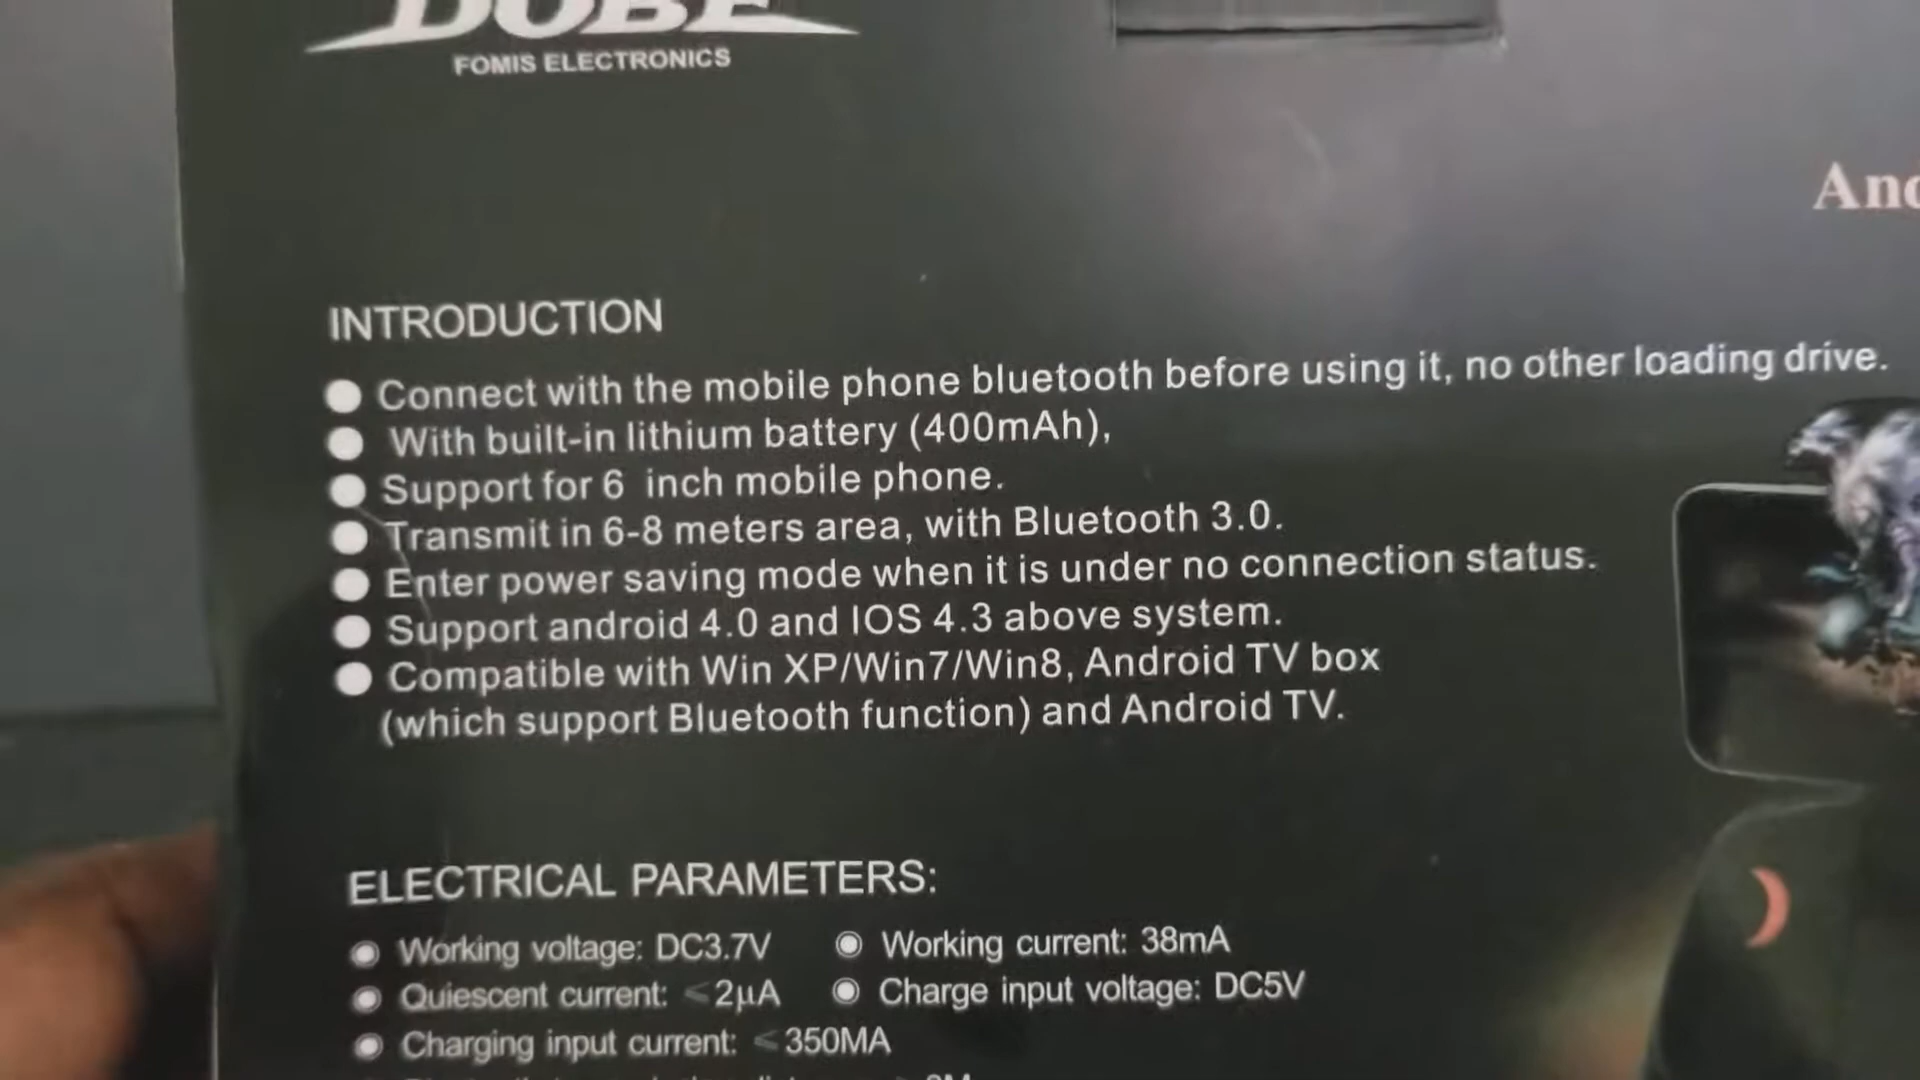 DOBE
FOMIS ELECTRONICS
INTRODUCTION
Connect with the mobile phone bluetooth before using it, no other loading drive.
With built-in lithium battery (400mAh),
Support for 6 inch mobile phone.
Transmit in 6-8 meters area, with Bluetooth 3.0.
Enter power saving mode when it is under no connection status.
Support android 4.0 and IOS 4.3 above system.
Compatible with Win XP/Win7/Win8, Android TV box
(which support Bluetooth function) and Android TV.
ELECTRICAL PARAMETERS:
Working voltage: DC3.7V Working current: 38mA
Quiescent current: <2μA Charge input voltage: DC5V
Charging input current: ≤350MA